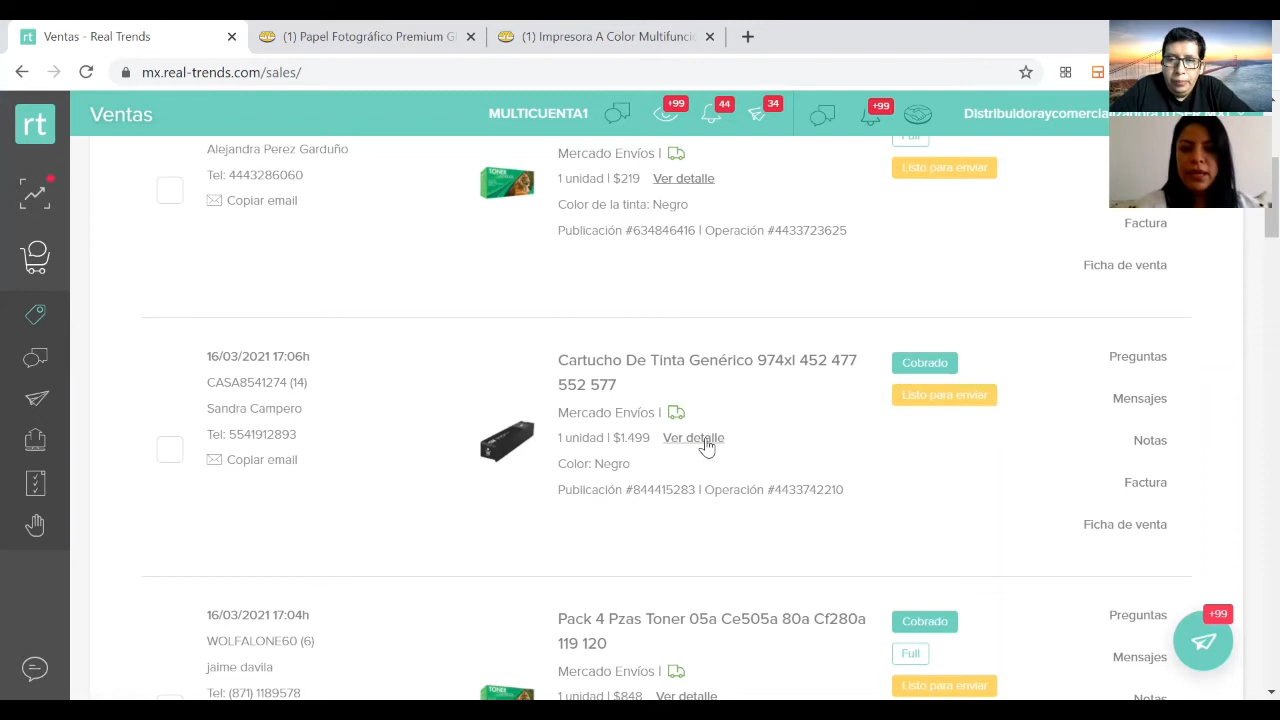 rt Ventas - Real Trends
(1) Papel Fotográfico Premium Gl
(1) Impresora A Color Multifunció
mx.real-trends.com/sales/
rt
Ventas
MULTICUENTA1
+99
44
34
+99
Alejandra Perez Garduño
Tel: 4443286060
Copiar email
Mercado Envíos |
1 unidad | $219 Ver detalle
Color de la tinta: Negro
Publicación #634846416 | Operación #4433723625
Full
Listo para enviar
Factura
Ficha de venta
16/03/2021 17:06h
CASA8541274 (14)
Sandra Campero
Tel: 5541912893
Copiar email
Cartucho De Tinta Genérico 974xl 452 477
552 577
Mercado Envíos |
1 unidad | $1.499 Ver detalle
Color: Negro
Publicación #844415283 | Operación #4433742210
Cobrado
Listo para enviar
Preguntas
Mensajes
Notas
Factura
Ficha de venta
16/03/2021 17:04h
WOLFALONE60 (6)
jaime davila
Tel: (871) 1189578
Pack 4 Pzas Toner 05a Ce505a 80a Cf280a
119 120
Mercado Envíos |
1 unidad | $848 Ver detalle
Cobrado
Full
Listo para enviar
Preguntas
Mensajes
Notas
+99